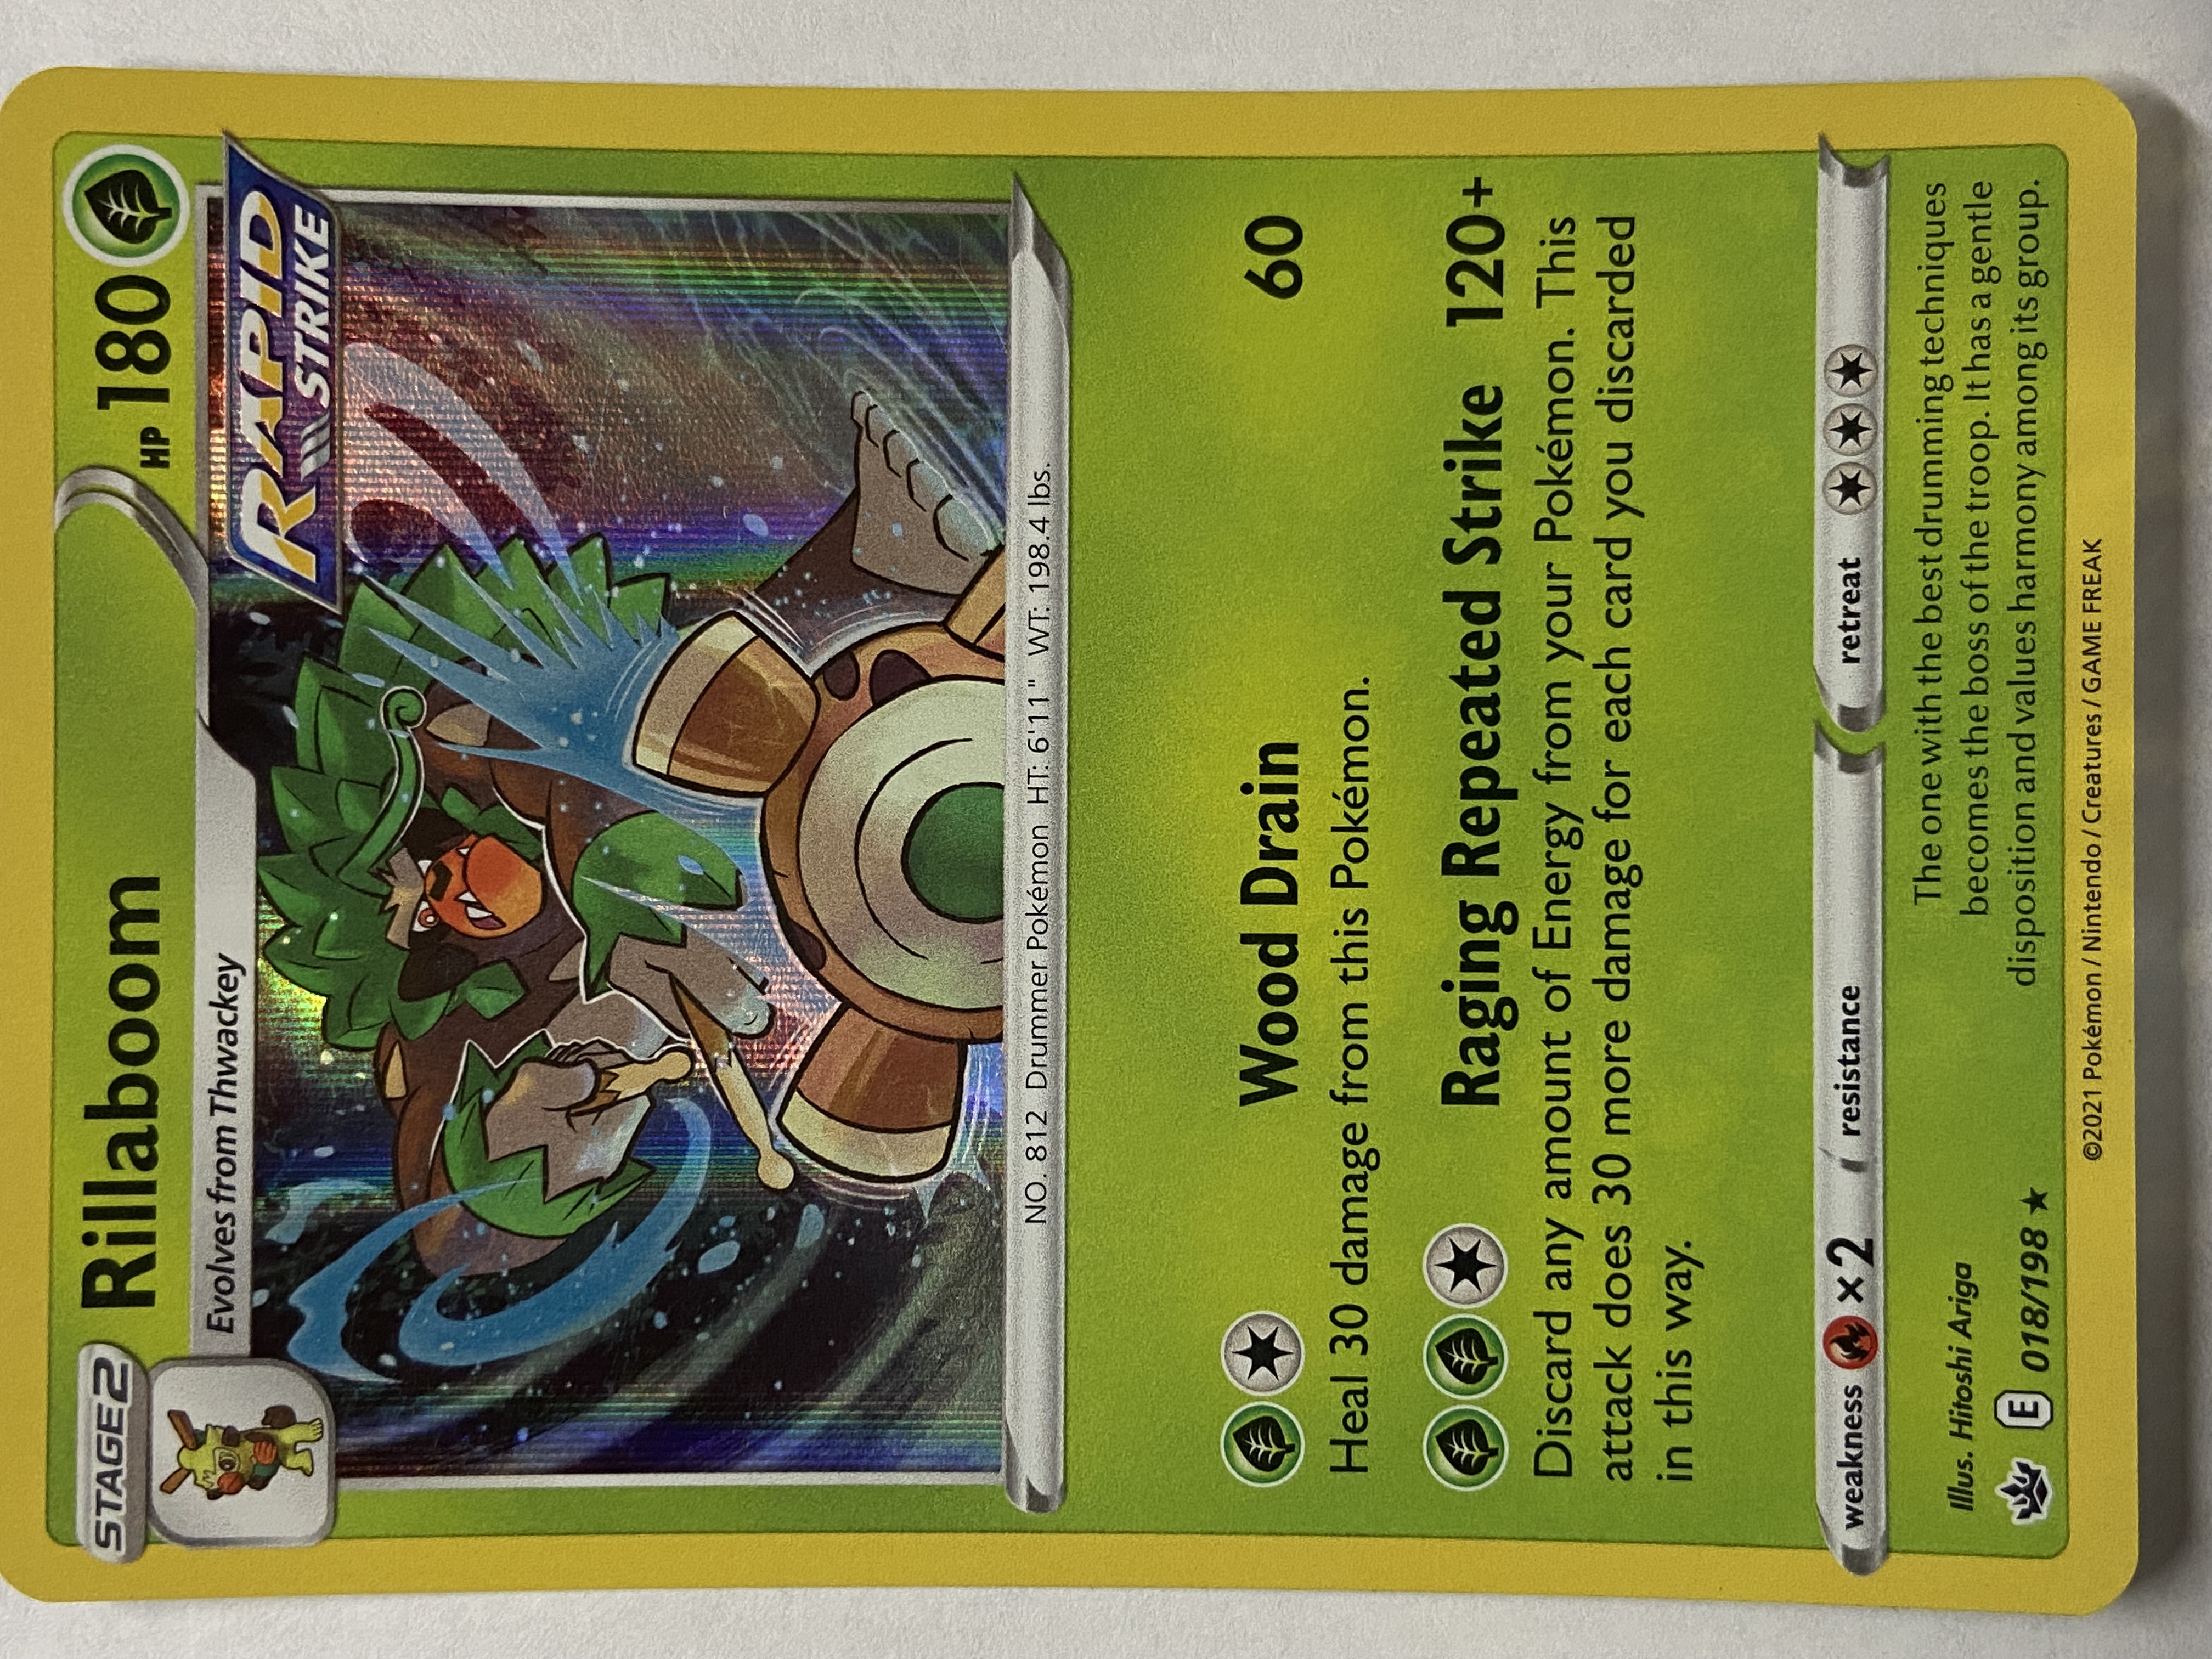 STAGE2
Rillaboom
HP 180
Evolves from Thwackey
RAPID
STRIKE
NO. 812 Drummer Pokémon HT: 6'11" WT: 198.4 lbs.
Wood Drain 60
Heal 30 damage from this Pokémon.
Raging Repeated Strike 120+
Discard any amount of Energy from your Pokémon. This
attack does 30 more damage for each card you discarded
in this way.
weakness ×2 resistance retreat
Illus. Hitoshi Ariga
The one with the best drumming techniques
becomes the boss of the troop. It has a gentle
disposition and values harmony among its group.
E 018/198 ★
©2021 Pokémon / Nintendo / Creatures / GAME FREAK